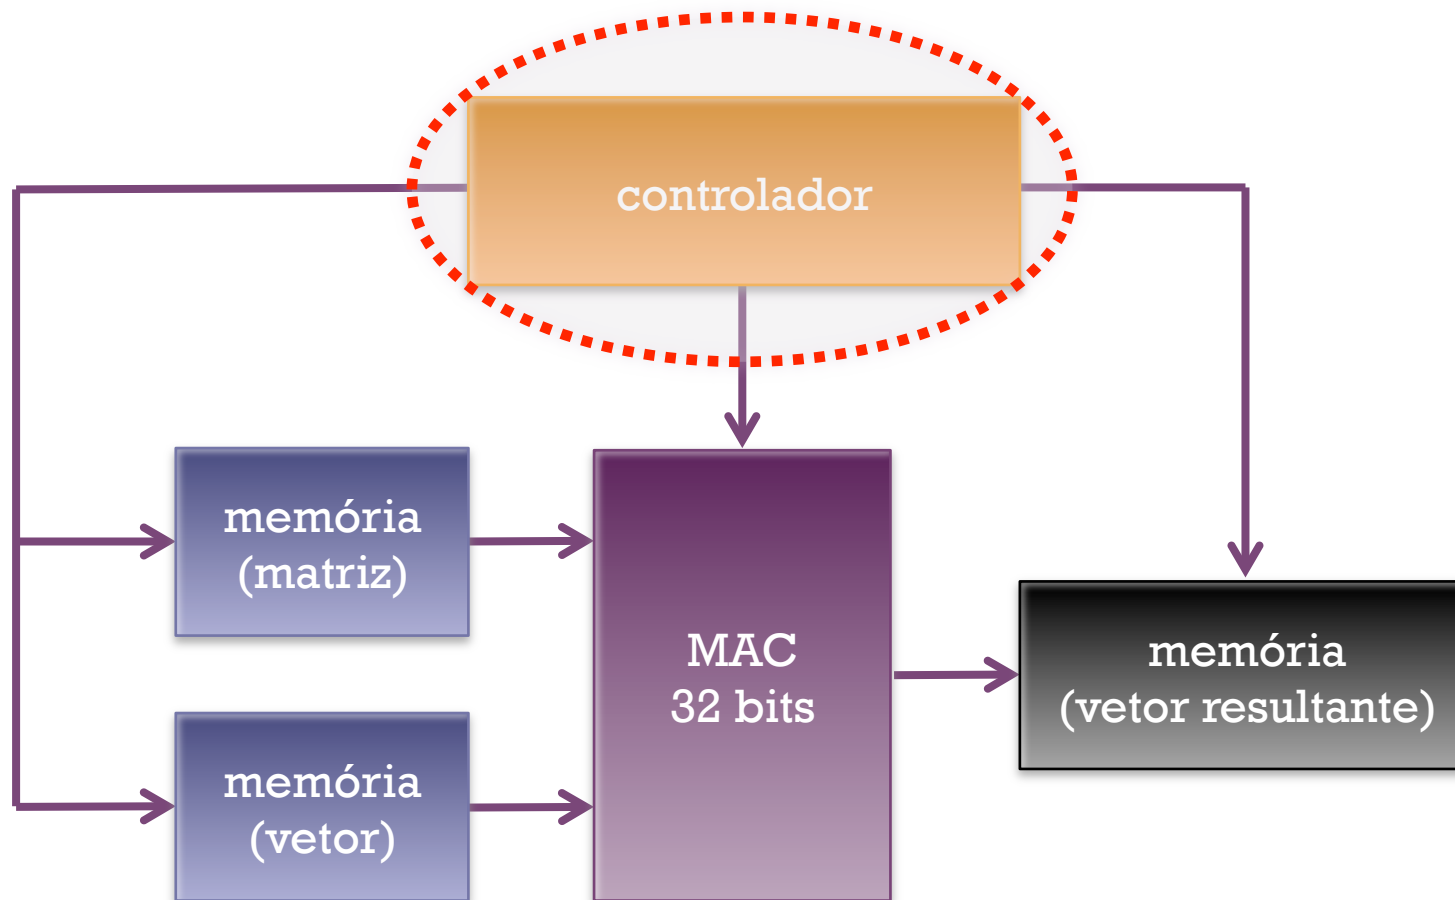 controlador
memória
(matriz)
MAC
32 bits
memória
(vetor resultante)
memória
(vetor)